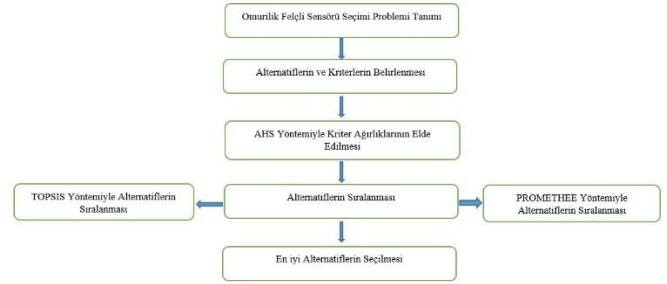 Omurilik Felçli Sensörü Seçimi Problemi Tanımı
Alternatiflerin ve Kriterlerin Belirlenmesi
AHS Yöntemiyle Kriter Ağırlıklarının Elde
Edilmesi
TOPSIS Yöntemiyle Alternatiflerin
Sıralanması
Alternatiflerin Sıralanması
PROMETHEE Yöntemiyle
Alternatiflerin Sıralanması
En iyi Alternatiflerin Seçilmesi